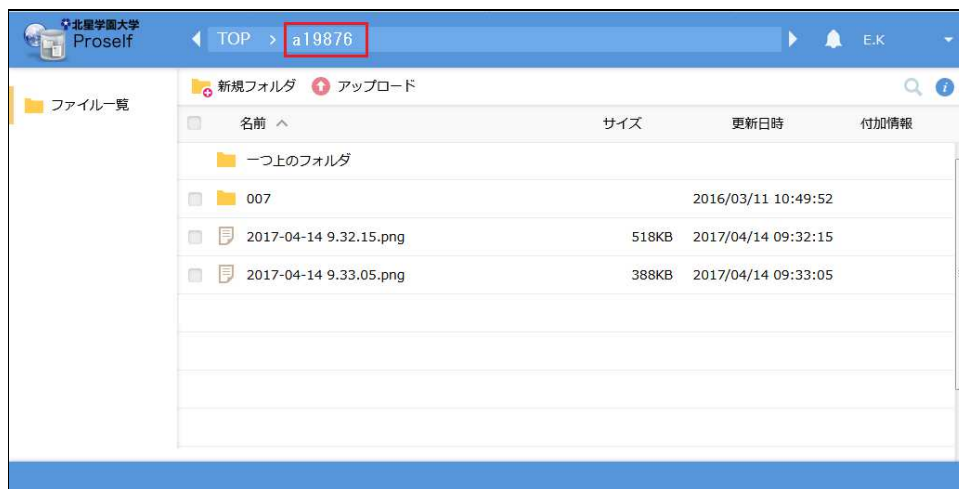 北星学園大学
Proself
TOP > a19876
E.K
ファイル一覧
新規フォルダ アップロード
名前 サイズ 更新日時 付加情報
一つ上のフォルダ
007 2016/03/11 10:49:52
2017-04-14 9.32.15.png 518KB 2017/04/14 09:32:15
2017-04-14 9.33.05.png 388KB 2017/04/14 09:33:05